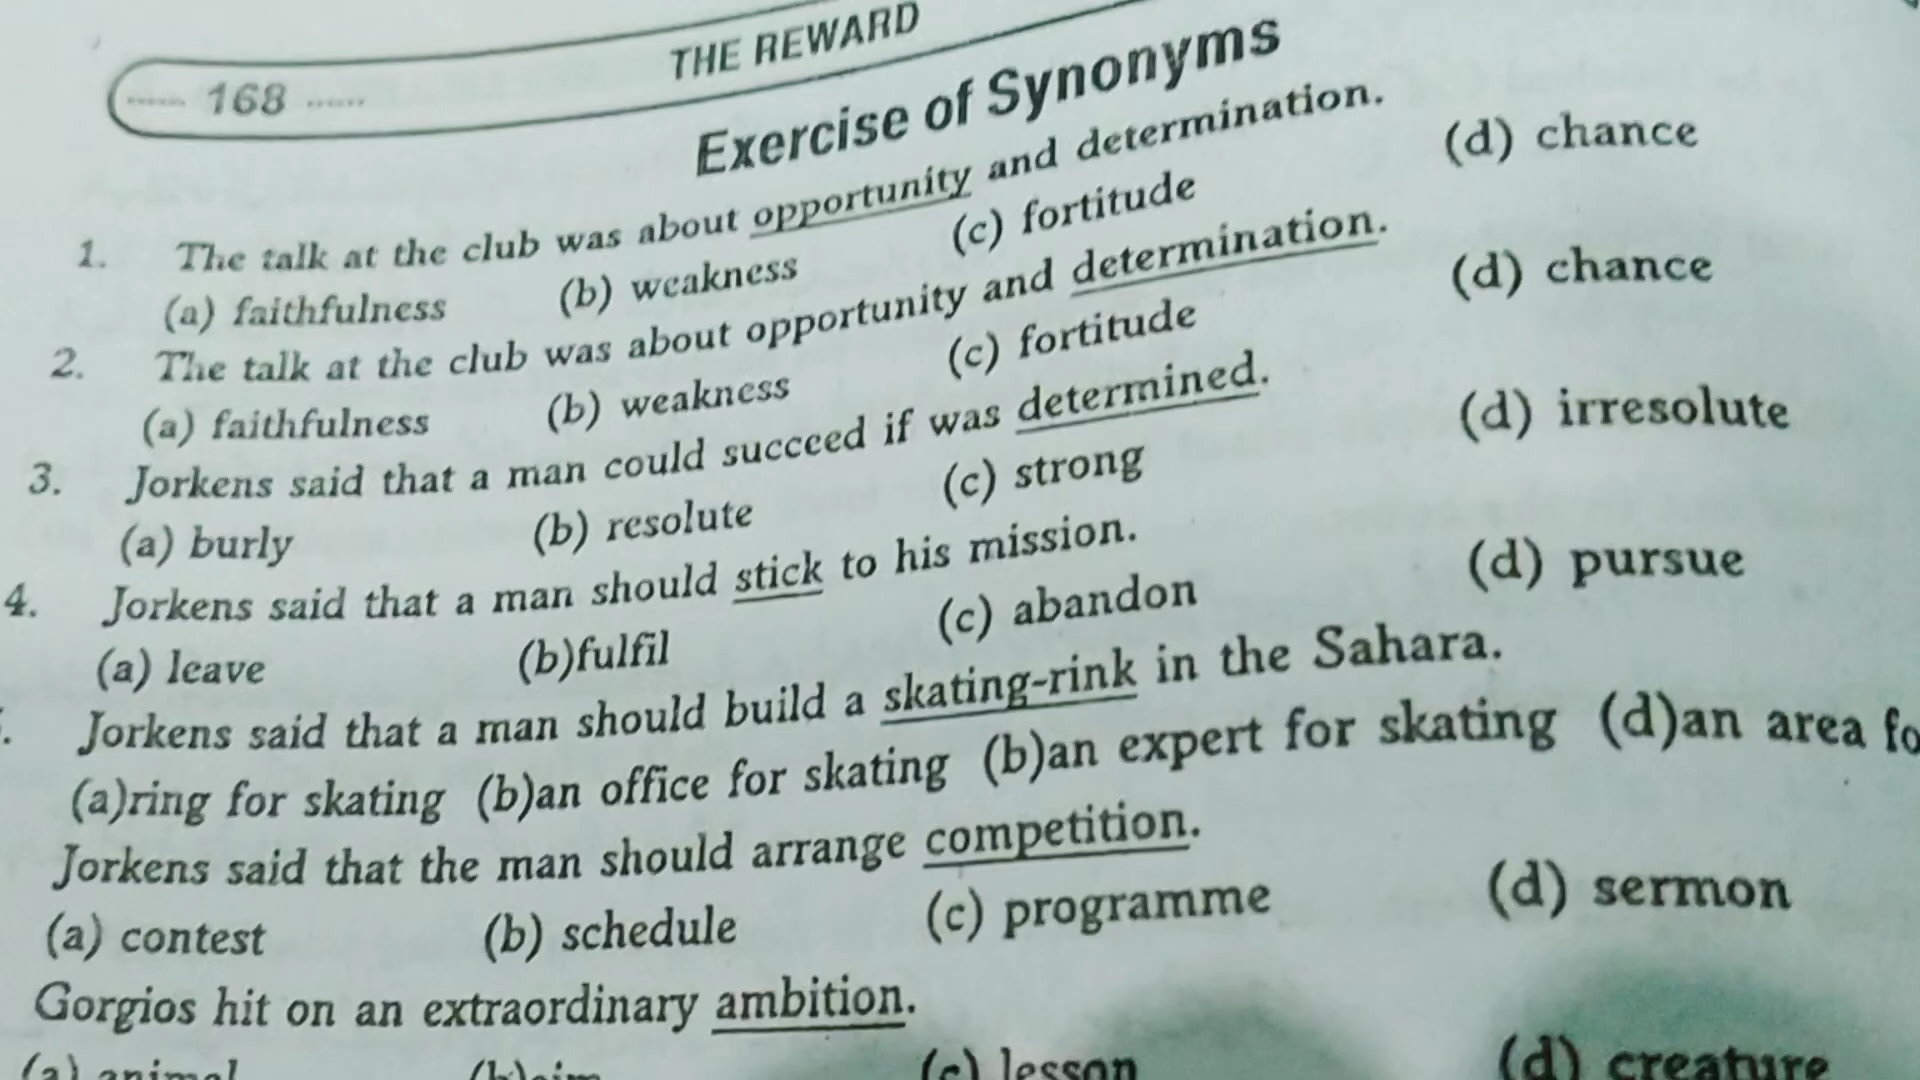 THE REWARD
168
Exercise of Synonyms
1. The talk at the club was about opportunity and determination.
(a) faithfulness (b) weakness (c) fortitude (d) chance
2. The talk at the club was about opportunity and determination.
(a) faithfulness (b) weakness (c) fortitude (d) chance
3. Jorkens said that a man could succeed if was determined.
(a) burly (b) resolute (c) strong (d) irresolute
4. Jorkens said that a man should stick to his mission.
(a) leave (b)fulfil (c) abandon (d) pursue
Jorkens said that a man should build a skating-rink in the Sahara.
(a)ring for skating (b)an office for skating (b)an expert for skating (d)an area
Jorkens said that the man should arrange competition.
(a) contest (b) schedule (c) programme (d) sermon
Gorgios hit on an extraordinary ambition.
(a) animal (b)aim (c) lesson (d) creature